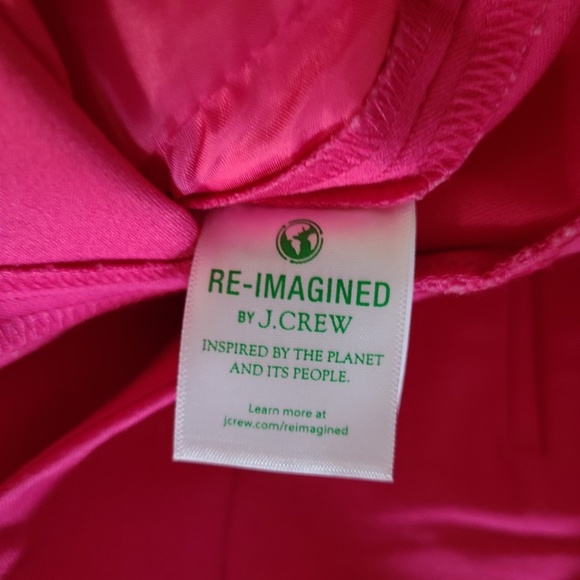 RE-IMAGINED
BY J.CREW
INSPIRED BY THE PLANET
AND ITS PEOPLE.
Learn more at
jcrew.com/reimagined